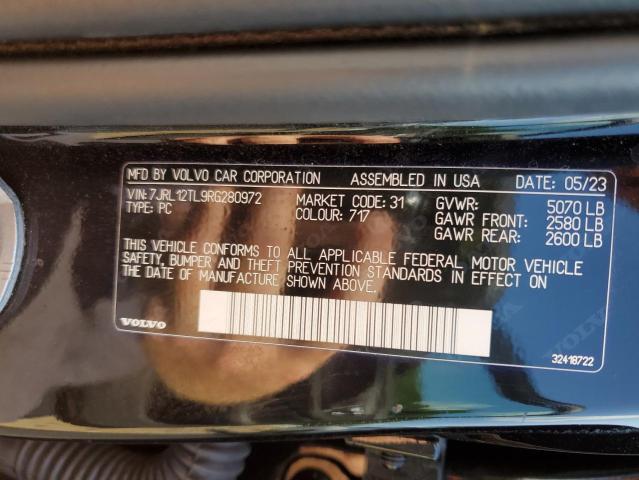 MFD BY VOLVO CAR CORPORATION ASSEMBLED IN USA DATE: 05/23
VIN: 7JRL12TL9RG280972 MARKET CODE: 31 GVWR: 5070 LB
TYPE: PC COLOUR: 717 GAWR FRONT: 2580 LB
GAWR REAR: 2600 LB
THIS VEHICLE CONFORMS TO ALL APPLICABLE FEDERAL MOTOR VEHICLE
SAFETY, BUMPER AND THEFT PREVENTION STANDARDS IN EFFECT ON
THE DATE OF MANUFACTURE SHOWN ABOVE.
VOLVO
32418722